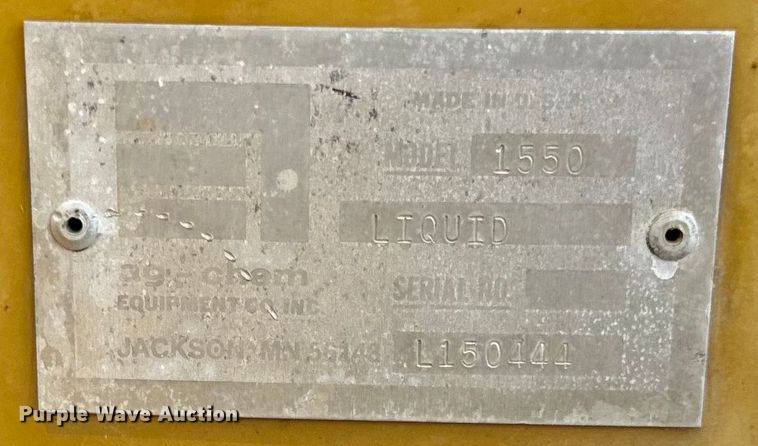 MADE IN U.S.A.
MODEL 1550
LIQUID
ag-chem
EQUIPMENT CO. INC.
SERIAL NO.
JACKSON, MN 56143
L150444
Purple Wave Auction